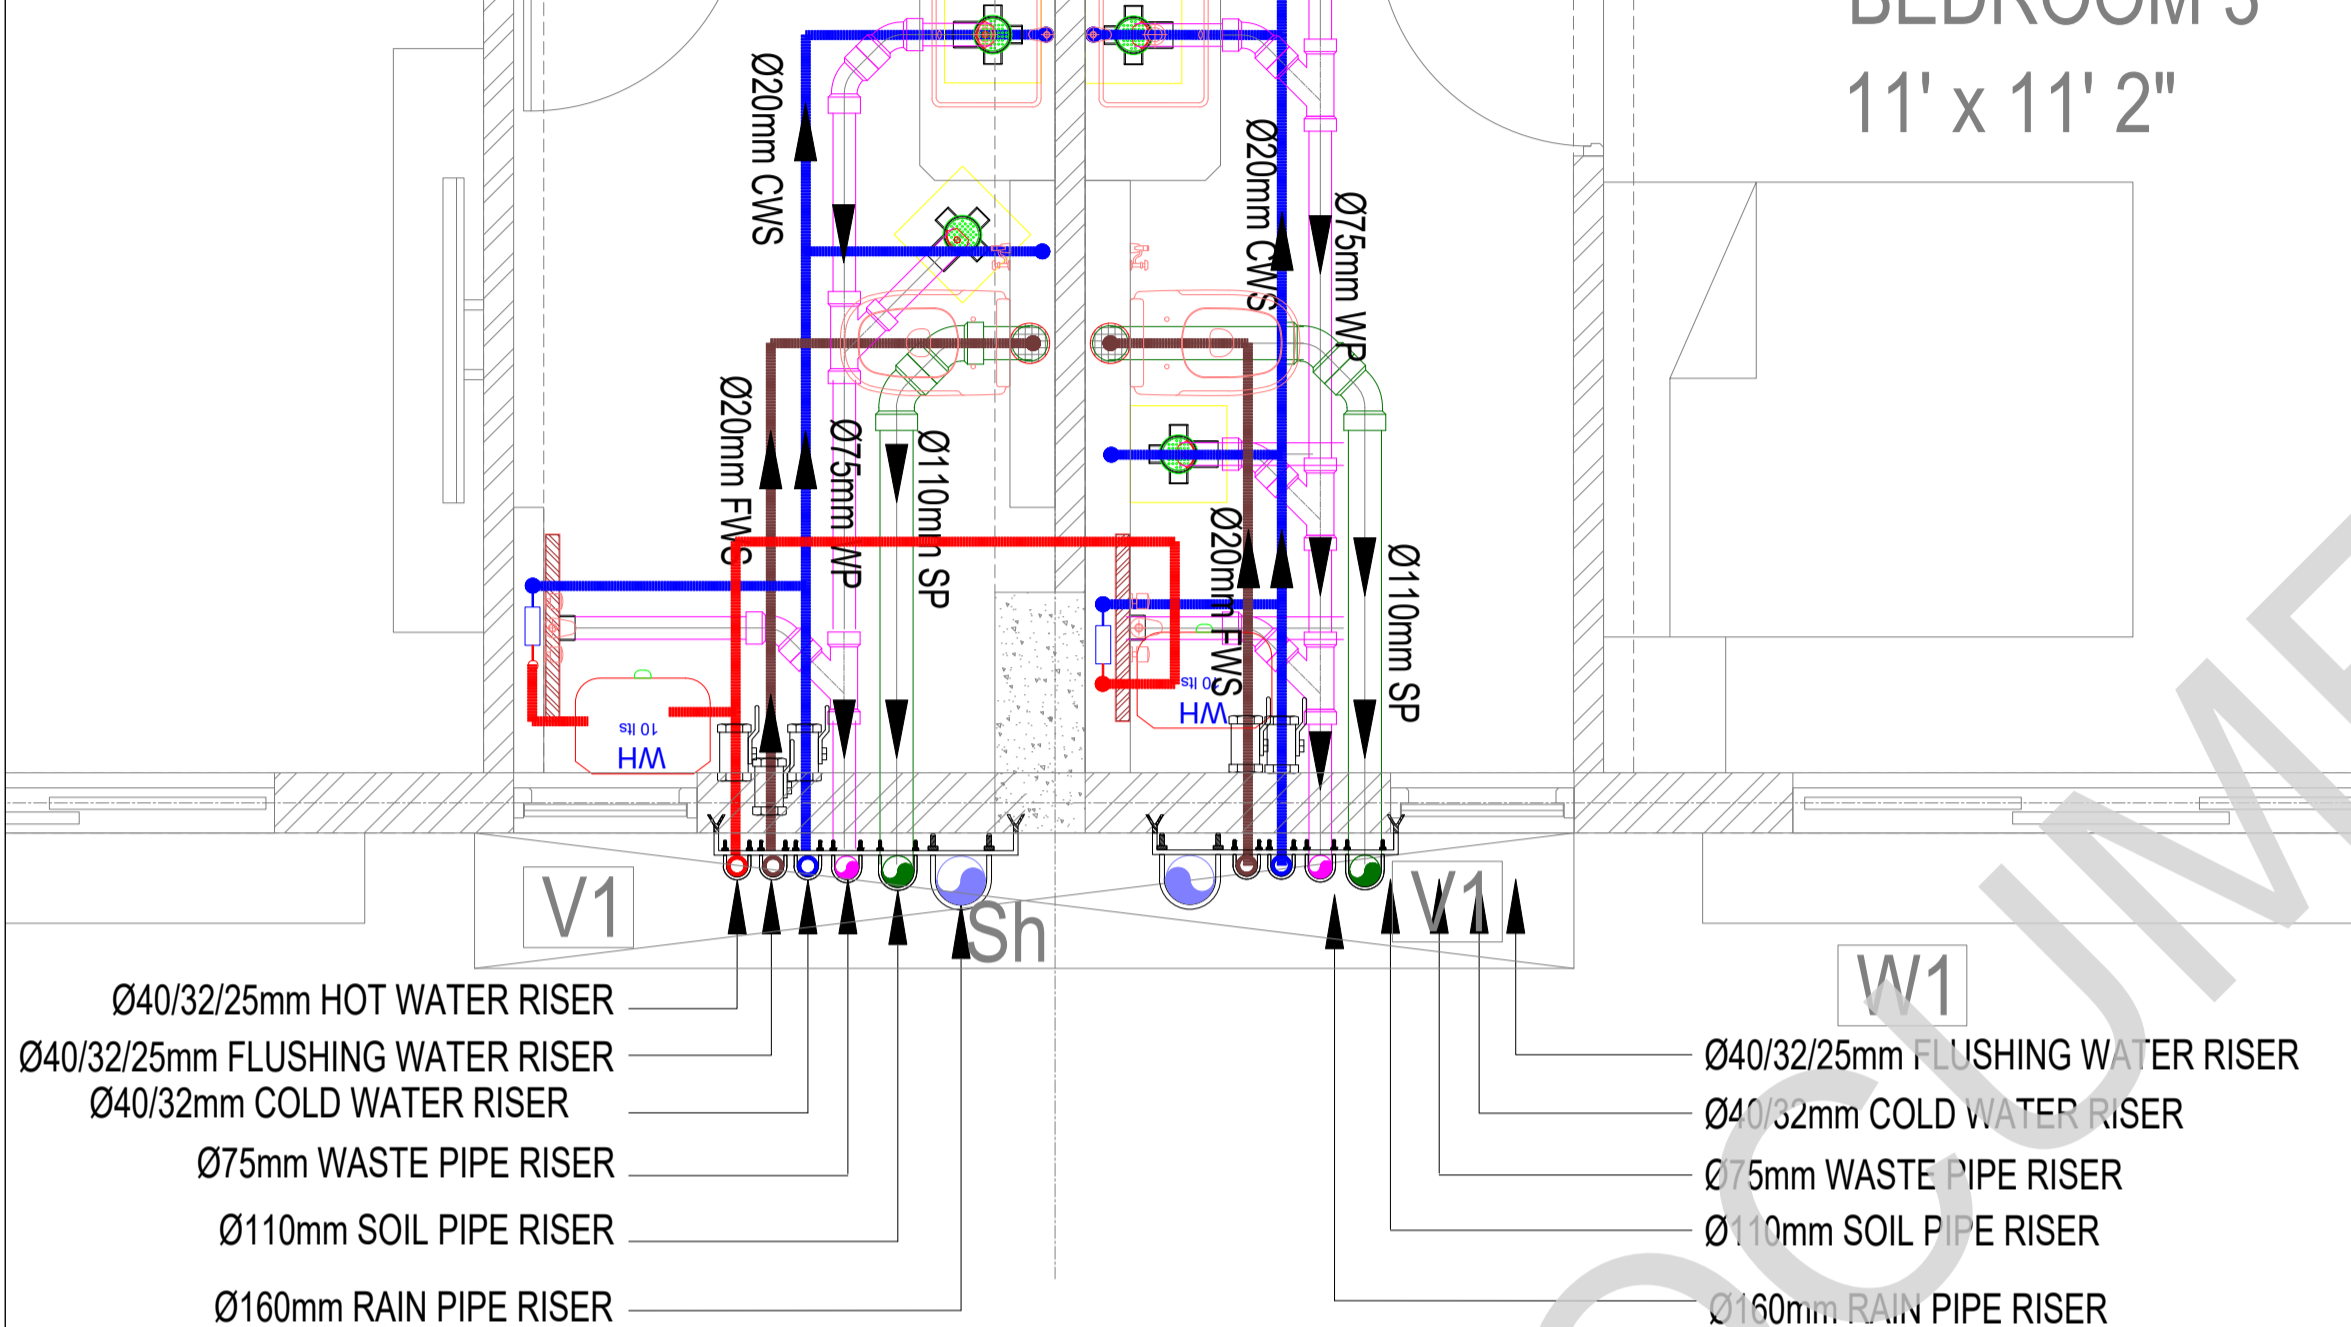 BEDROOM 3
11' x 11' 2"
Ø20mm CWS
Ø20mm CWS
Ø75mm WP
Ø20mm FWS
Ø75mm WP
Ø110mm SP
Ø20mm FWS
Ø110mm SP
10 lts
WH
10 lts
WH
V1
Sh
V1
W1
Ø40/32/25mm HOT WATER RISER
Ø40/32/25mm FLUSHING WATER RISER
Ø40/32mm COLD WATER RISER
Ø75mm WASTE PIPE RISER
Ø110mm SOIL PIPE RISER
Ø160mm RAIN PIPE RISER
Ø40/32/25mm FLUSHING WATER RISER
Ø40/32mm COLD WATER RISER
Ø75mm WASTE PIPE RISER
Ø110mm SOIL PIPE RISER
Ø160mm RAIN PIPE RISER